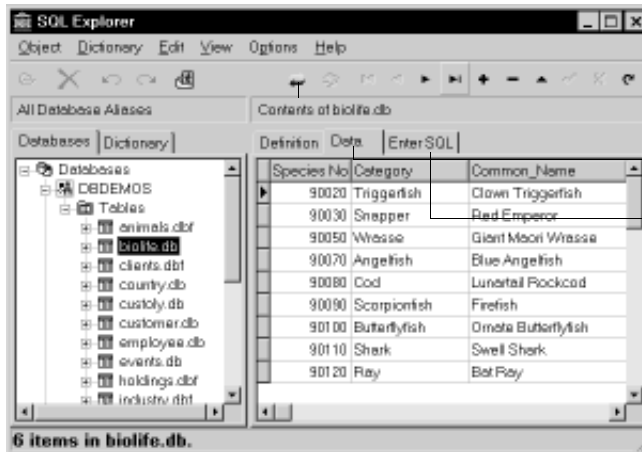 SQL Explorer
Object Dictionary Edit View Options Help
All Database Aliases
Contents of biolife.db
Databases Dictionary
Definition Data Enter SQL
Databases
DBDEMOS
Tables
animals.dbf
biolife.db
clients.dbf
country.db
custoly.db
customer.db
employee.db
events.db
holdings.dbf
industry.dbf
Species No Category Common_Name
90020 Triggerfish Clown Triggerfish
90030 Snapper Red Emperor
90050 Wrasse Giant Maori Wrasse
90070 Angelfish Blue Angelfish
90080 Cod Lunartail Rockcod
90090 Scorpionfish Firefish
90100 Butterflyfish Ornate Butterflyfish
90110 Shark Swell Shark
90120 Ray Bat Ray
6 items in biolife.db.